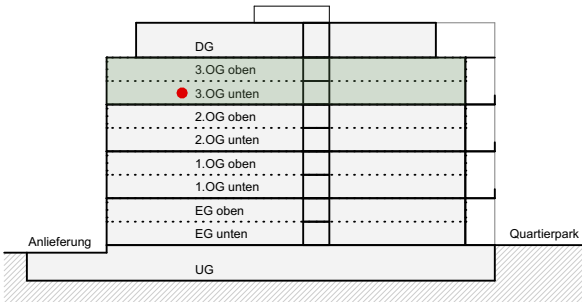 DG
3.OG oben
3.OG unten
2.OG oben
2.OG unten
1.OG oben
1.OG unten
EG oben
EG unten
Anlieferung
Quartierpark
UG